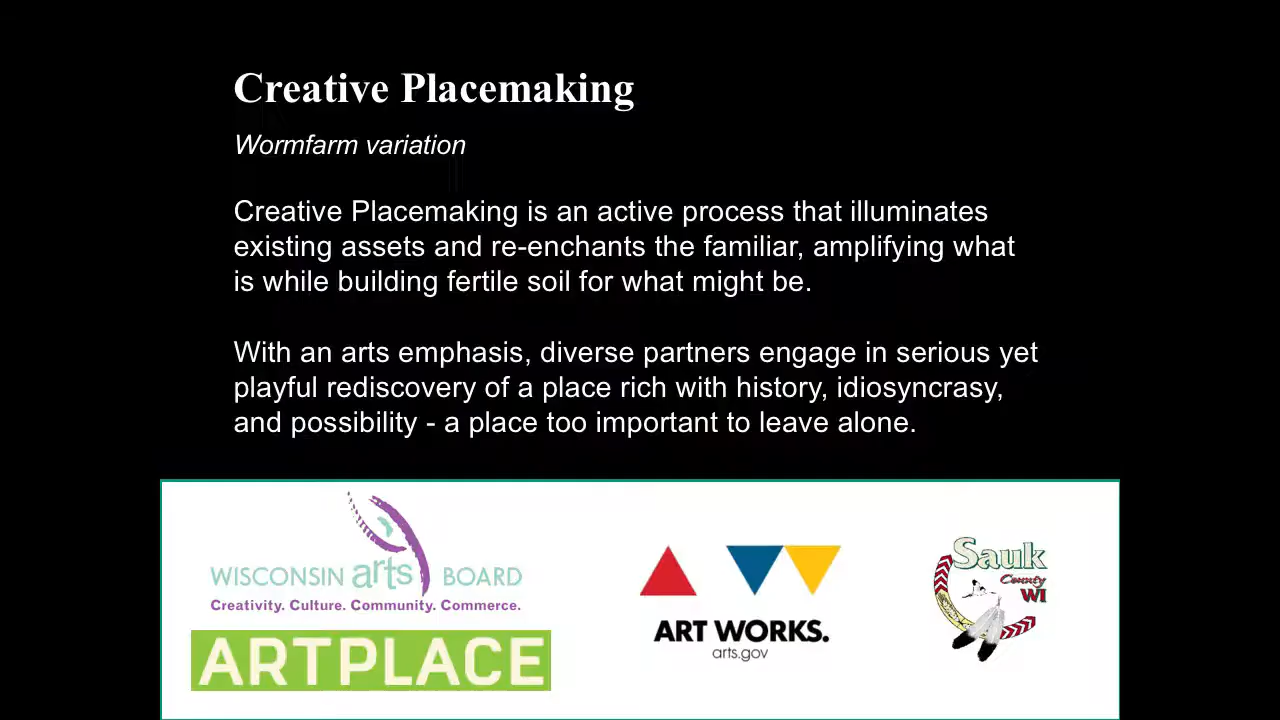 Creative Placemaking
Wormfarm variation
Creative Placemaking is an active process that illuminates
existing assets and re-enchants the familiar, amplifying what
is while building fertile soil for what might be.
With an arts emphasis, diverse partners engage in serious yet
playful rediscovery of a place rich with history, idiosyncrasy,
and possibility - a place too important to leave alone.
WISCONSIN arts BOARD
Creativity. Culture. Community. Commerce.
ARTPLACE
ART WORKS.
arts.gov
Sauk
County
WI